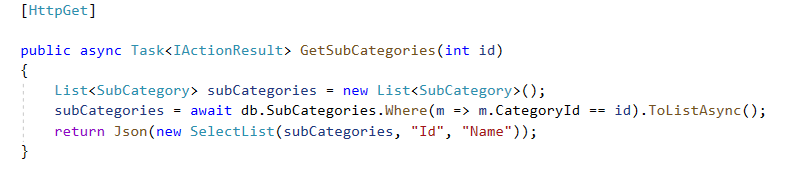 [HttpGet]
public async Task<IActionResult> GetSubCategories(int id)
{
List<SubCategory> subCategories = new List<SubCategory>();
subCategories = await db.SubCategories.Where(m => m.CategoryId == id).ToListAsync();
return Json(new SelectList(subCategories, "Id", "Name"));
}